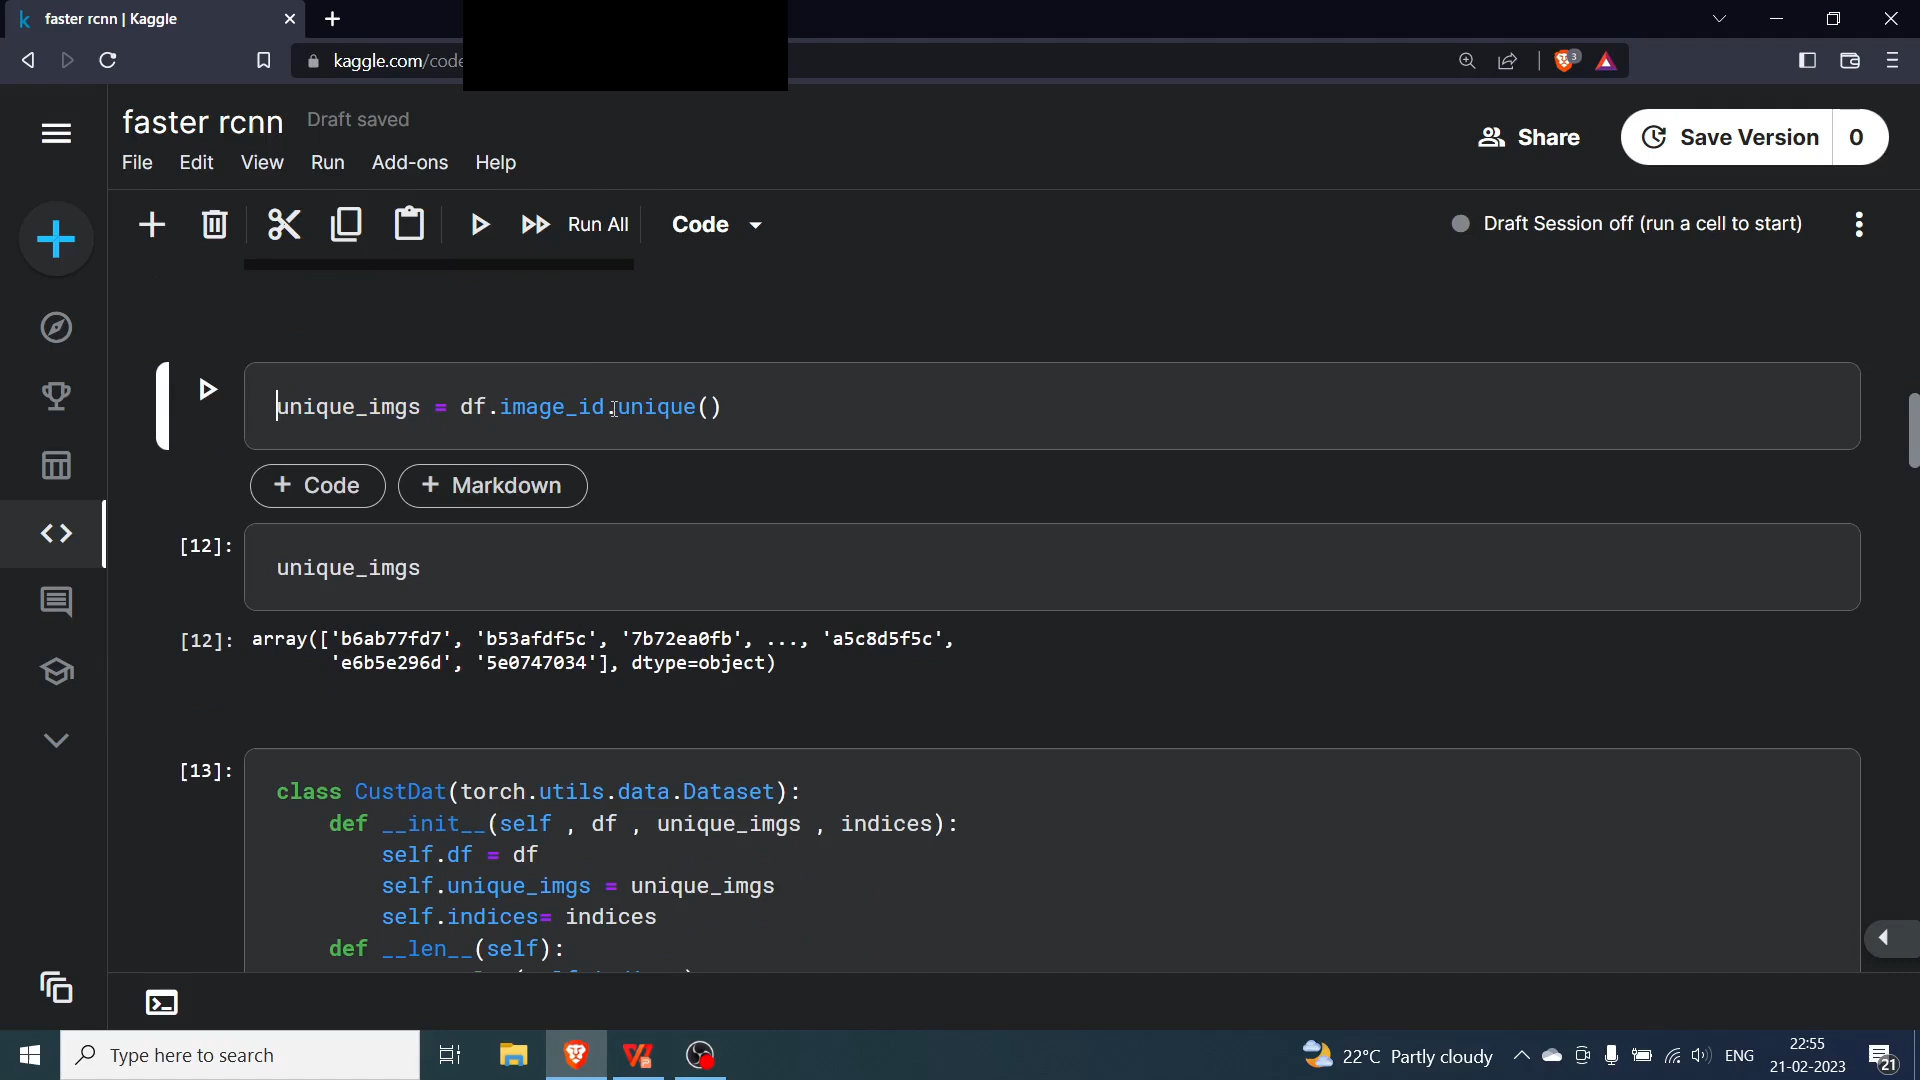 faster rcnn | Kaggle
kaggle.com/code
3
faster rcnn
Draft saved
File Edit View Run Add-ons Help
Share
Save Version 0
Run All
Code
Draft Session off (run a cell to start)
unique_imgs = df.image_id.unique()
+ Code
+ Markdown
[12]:
unique_imgs
[12]: array(['b6ab77fd7', 'b53afdf5c', '7b72ea0fb', ..., 'a5c8d5f5c',
'e6b5e296d', '5e0747034'], dtype=object)
[13]:
class CustDat(torch.utils.data.Dataset):
def __init__(self , df , unique_imgs , indices):
self.df = df
self.unique_imgs = unique_imgs
self.indices= indices
def __len__(self):
Type here to search
22°C Partly cloudy
ENG
22:55
21-02-2023
21